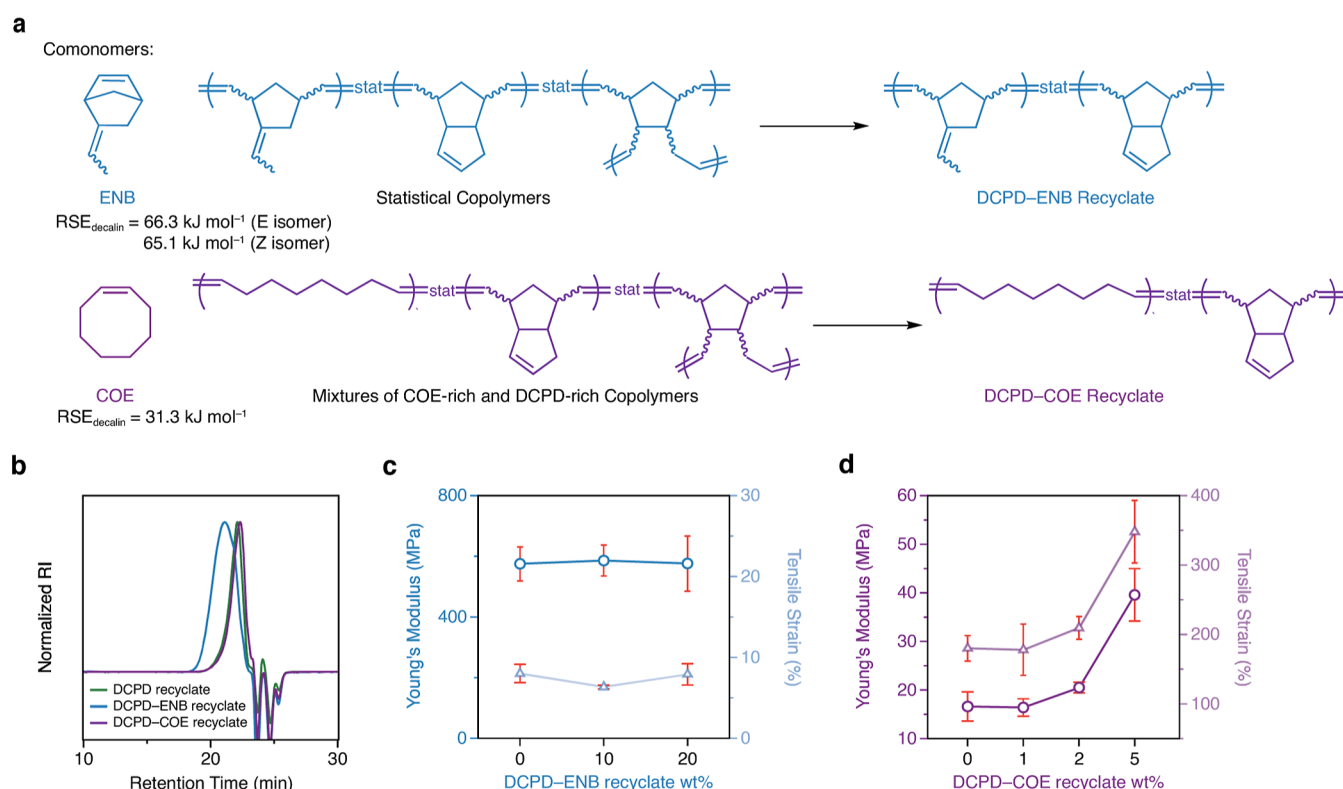 a
Comonomers:
stat stat stat
ENB Statistical Copolymers DCPD–ENB Recyclate
RSEdecalin = 66.3 kJ mol⁻¹ (E isomer)
65.1 kJ mol⁻¹ (Z isomer)
stat stat stat
COE Mixtures of COE-rich and DCPD-rich Copolymers DCPD–COE Recyclate
RSEdecalin = 31.3 kJ mol⁻¹
b
Normalized RI
DCPD recyclate
DCPD–ENB recyclate
DCPD–COE recyclate
10 20 30
Retention Time (min)
c
Young's Modulus (MPa)
800
400
0
30
20
10
0
Tensile Strain (%)
0 10 20
DCPD–ENB recyclate wt%
d
Young's Modulus (MPa)
60
50
40
30
20
10
400
300
200
100
Tensile Strain (%)
0 1 2 5
DCPD–COE recyclate wt%